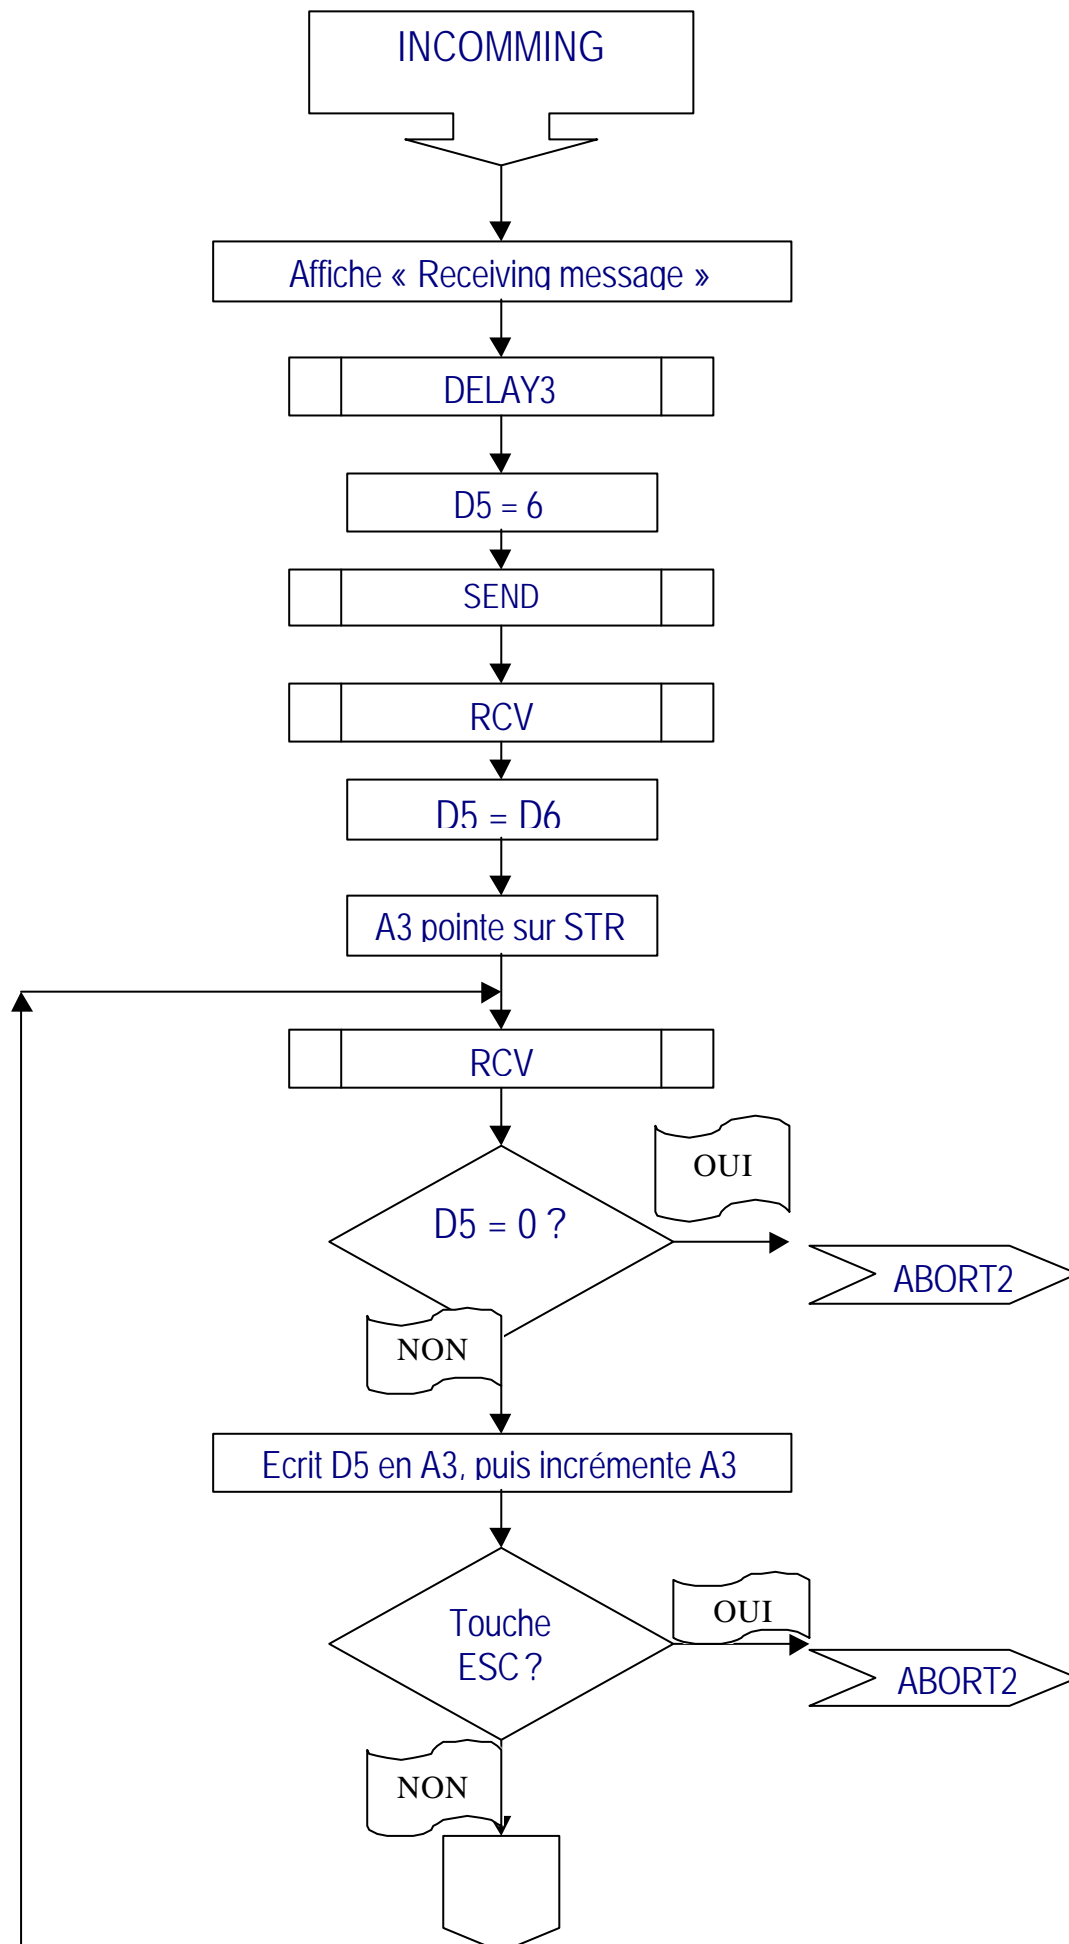 INCOMMING
Affiche « Receiving message »
DELAY3
D5 = 6
SEND
RCV
D5 = D6
A3 pointe sur STR
RCV
OUI
D5 = 0 ?
ABORT2
NON
Ecrit D5 en A3, puis incrémente A3
OUI
Touche
ESC ?
ABORT2
NON